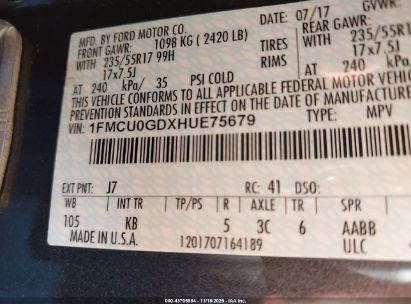 MFD. BY FORD MOTOR CO.
DATE: 07/17 GVWR:
FRONT GAWR: 1098 KG ( 2420 LB) REAR GAWR:
WITH 235/55R17 99H TIRES WITH 235/55R
17x7.5J RIMS 17x7.5J
AT 240 kPa/ 35 PSI COLD AT 240
THIS VEHICLE CONFORMS TO ALL APPLICABLE FEDERAL
PREVENTION STANDARDS IN EFFECT ON THE DATE OF MANUFACTURE
VIN: 1FMCU0GDXHUE75679
TYPE: MPV
EXT PNT: J7 RC: 41 DSO:
WB INT TP/PS R AXLE TR SPR
105 KB 5 3C 6 AABB
MADE IN U.S.A. 1201707164189 ULC